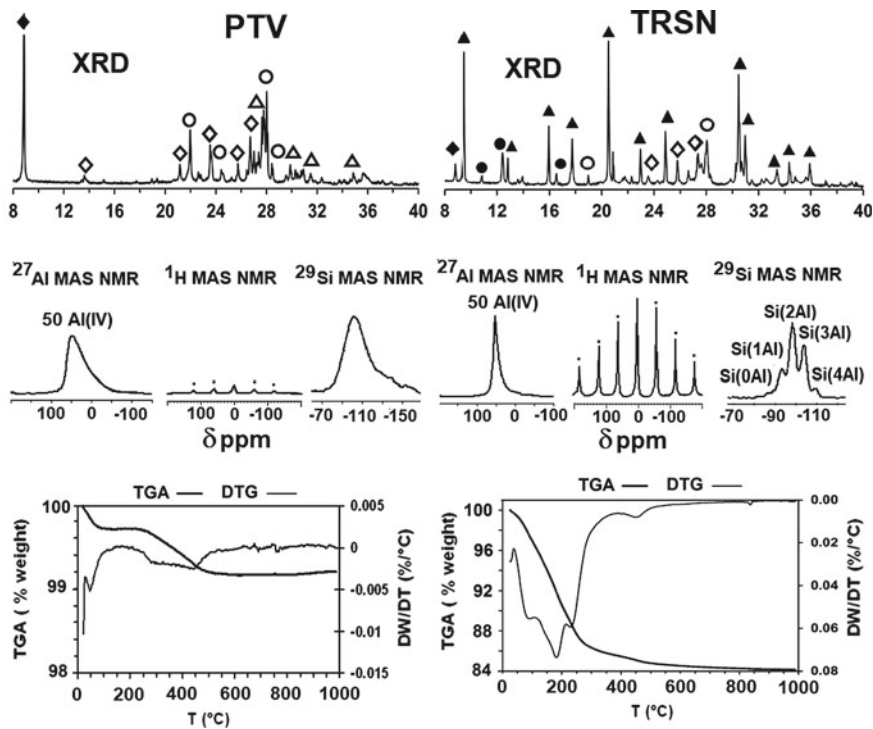 PTV
XRD
8 12 16 20 24 28 32 36 40
TRSN
XRD
8 12 16 20 24 28 32 36 40
27Al MAS NMR
50 Al(IV)
100 0 -100
1H MAS NMR
100 0 -100
δ ppm
29Si MAS NMR
-70 -110 -150
27Al MAS NMR
50 Al(IV)
100 0 -100
1H MAS NMR
100 0 -100
δ ppm
29Si MAS NMR
Si(2Al)
Si(1Al) Si(3Al)
Si(0Al) Si(4Al)
-70 -90 -110
TGA — DTG —
TGA ( % weight)
100
99
98
0.005
0
-0.005
-0.01
-0.015
DW/DT (%/°C)
0 200 400 600 800 1000
T (°C)
TGA — DTG —
TGA ( % weight)
100
96
92
88
84
0.00
0.02
0.04
0.06
0.08
DW/DT (%/°C)
0 200 400 600 800 1000
T (°C)